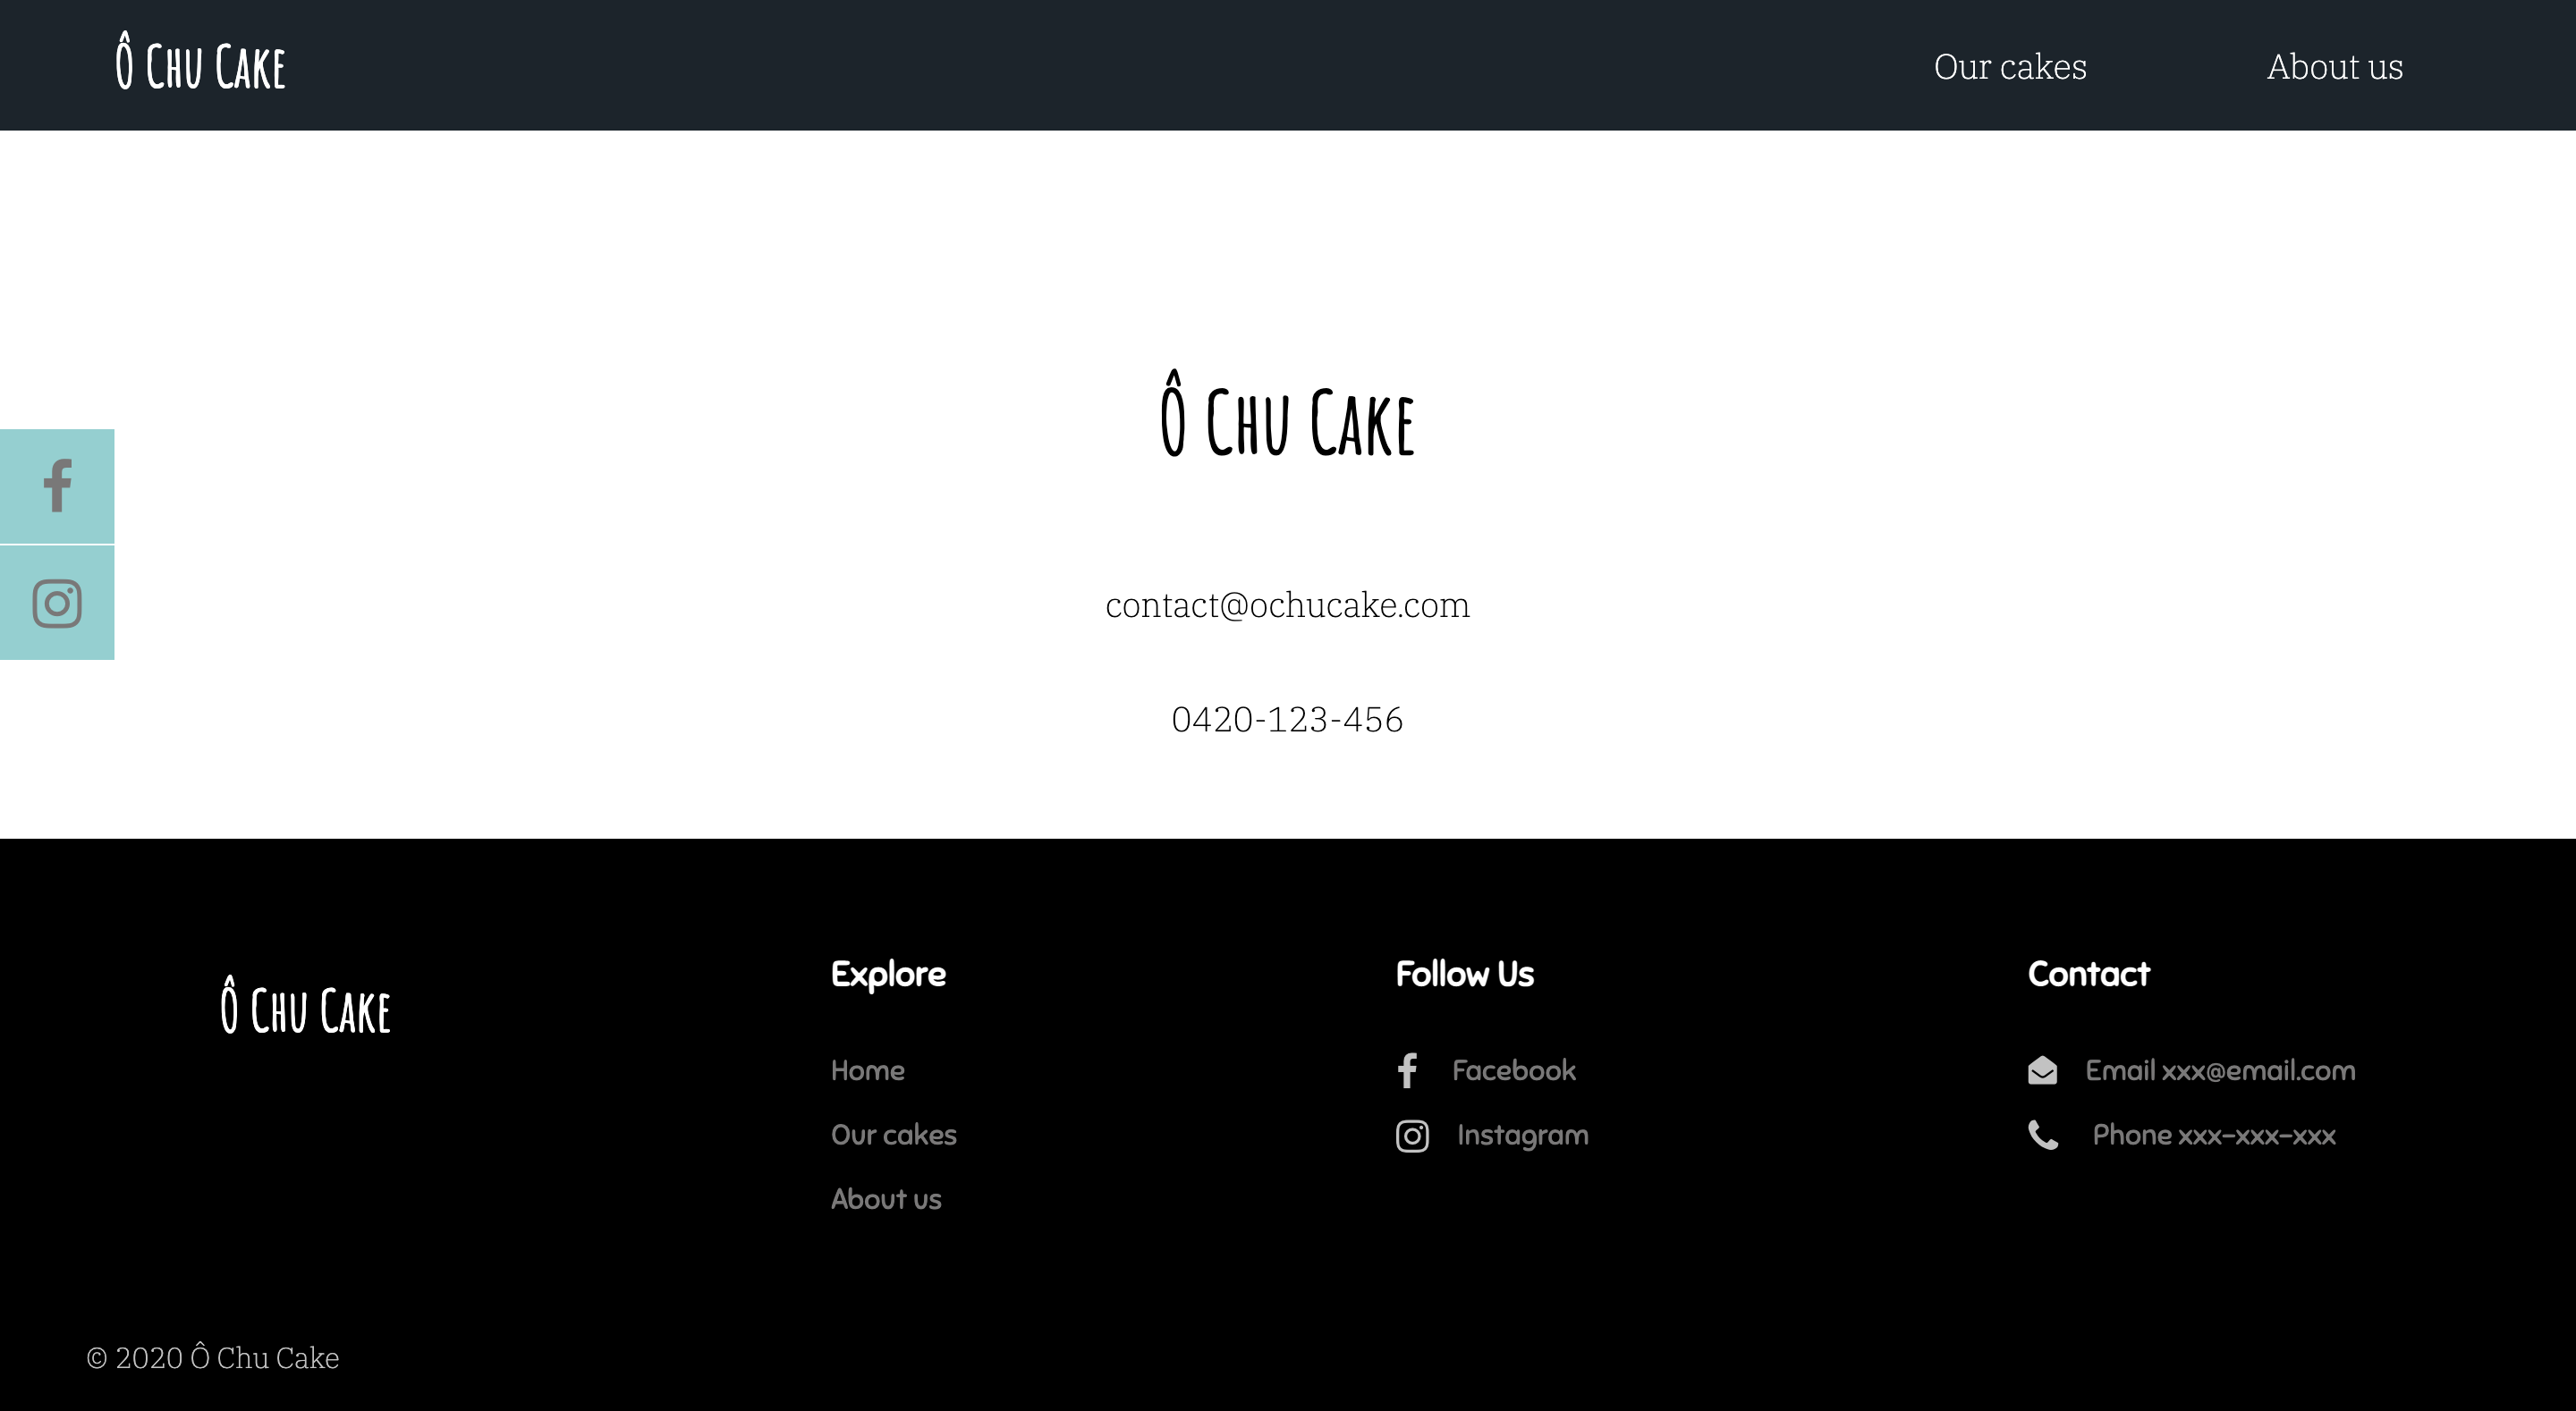 Ô Chu Cake
Our cakes
About us
Ô Chu Cake
contact@ochucake.com
0420-123-456
Ô Chu Cake
Explore
Home
Our cakes
About us
Follow Us
Facebook
Instagram
Contact
Email xxx@email.com
Phone xxx-xxx-xxx
© 2020 Ô Chu Cake